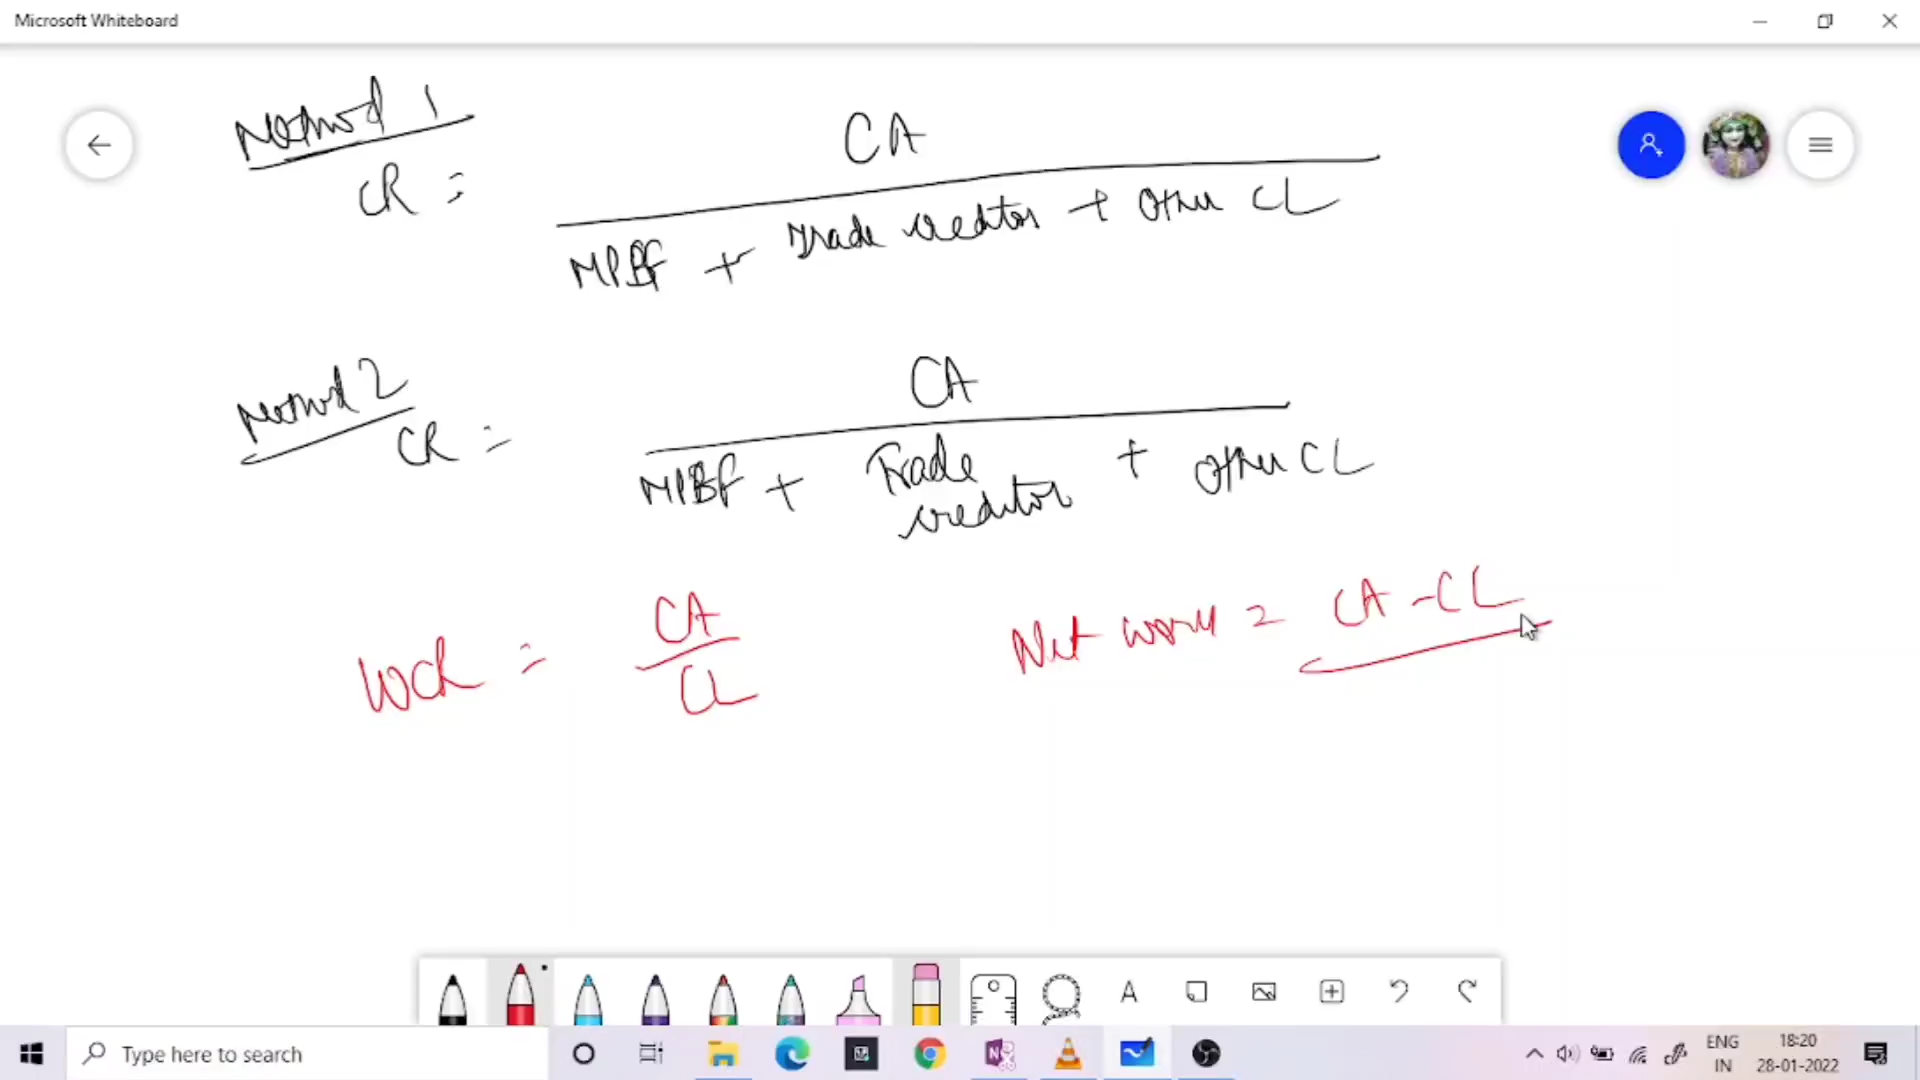 Microsoft Whiteboard
Method 1
CR = CA
MPBF + Trade creditor + Other CL
Method 2
CR = CA
MPBF + Trade creditor + Other CL
WCR = CA
CL
Net work = CA - CL
A
Type here to search
ENG
IN
18:20
28-01-2022